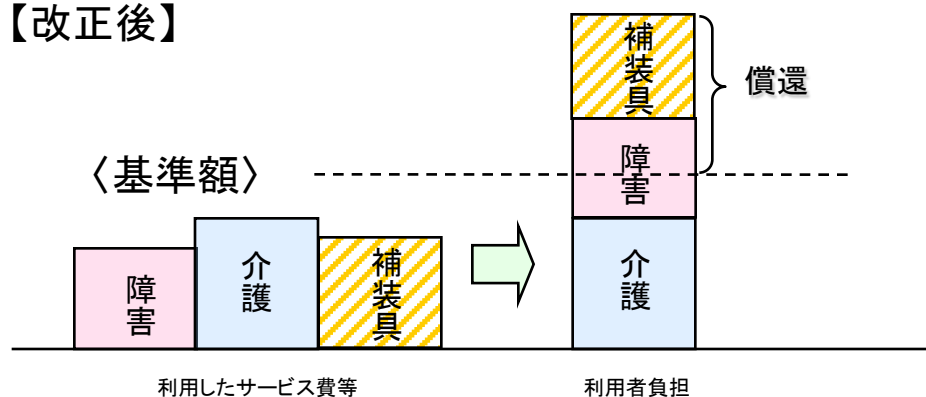 【改正後】
補装具
償還
〈基準額〉
障害
障害
介護
補装具
介護
利用したサービス費等
利用者負担